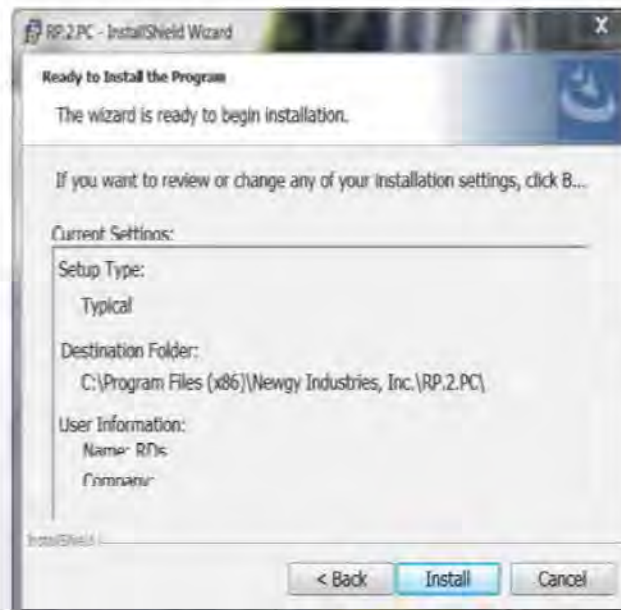 RP.2.PC - InstallShield Wizard
X
Ready to Install the Program
The wizard is ready to begin installation.
If you want to review or change any of your installation settings, click B...
Current Settings:
Setup Type:
Typical
Destination Folder:
C:\Program Files (x86)\Newgy Industries, Inc.\RP.2.PC\
User Information:
Name: RDs
Company:
InstallShield
< Back Install Cancel